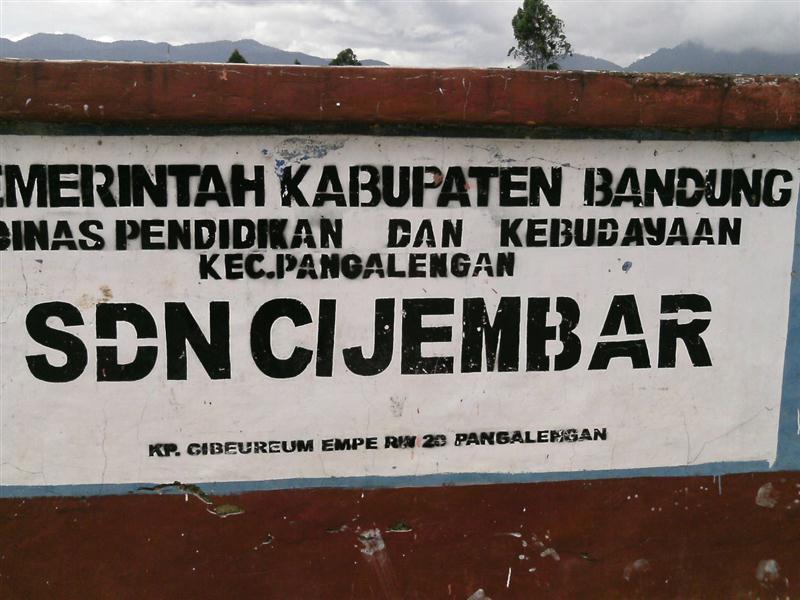 EMERINTAH KABUPATEN BANDUNG
DINAS PENDIDIKAN DAN KEBUDAYAAN
KEC.PANGALENGAN
SDN CIJEMBAR
KP. CIBEUREUM EMPE RW 20 PANGALENGAN